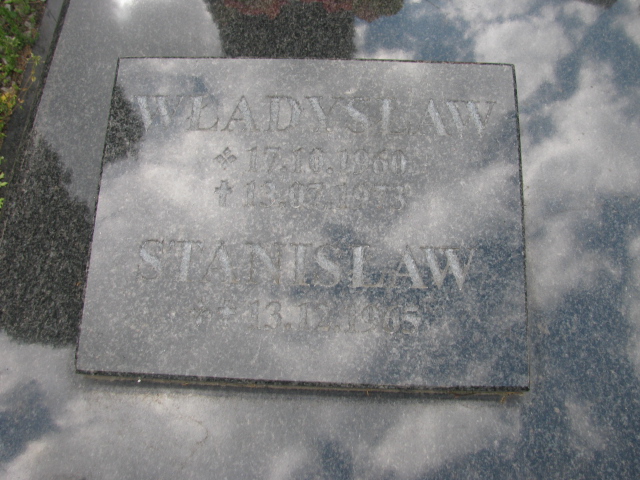 WŁADYSŁAW
* 17.10.1960
† 13.07.1973
STANISŁAW
* † 13.12.1965